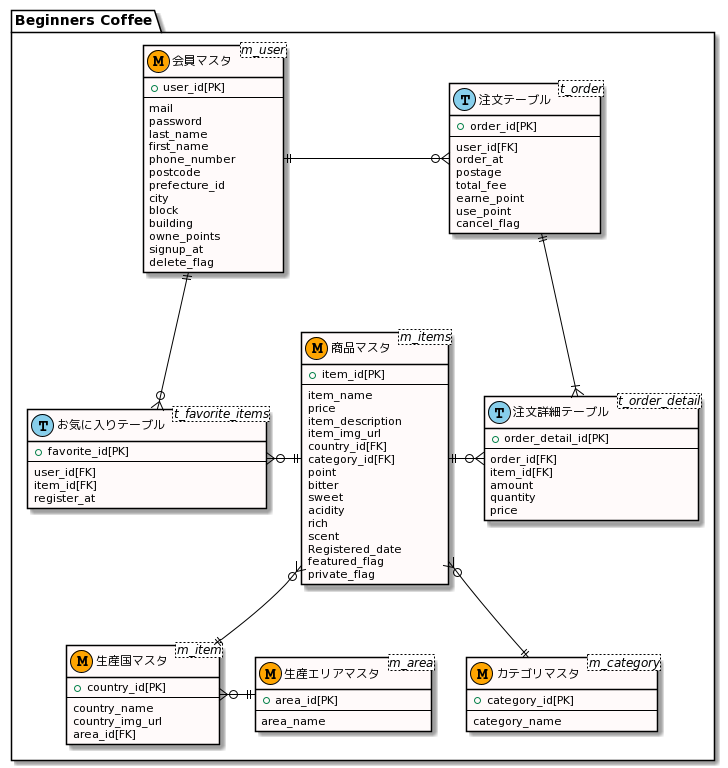 Beginners Coffee
M 会員マスタ m_user
user_id[PK]
mail
password
last_name
first_name
phone_number
postcode
prefecture_id
city
block
building
owne_points
signup_at
delete_flag
T 注文テーブル t_order
order_id[PK]
user_id[FK]
order_at
postage
total_fee
earne_point
use_point
cancel_flag
M 商品マスタ m_items
item_id[PK]
item_name
price
item_description
item_img_url
country_id[FK]
category_id[FK]
point
bitter
sweet
acidity
rich
scent
Registered_date
featured_flag
private_flag
T お気に入りテーブル t_favorite_items
favorite_id[PK]
user_id[FK]
item_id[FK]
register_at
T 注文詳細テーブル t_order_detail
order_detail_id[PK]
order_id[FK]
item_id[FK]
amount
quantity
price
M 生産国マスタ m_item
country_id[PK]
country_name
country_img_url
area_id[FK]
M 生産エリアマスタ m_area
area_id[PK]
area_name
M カテゴリマスタ m_category
category_id[PK]
category_name